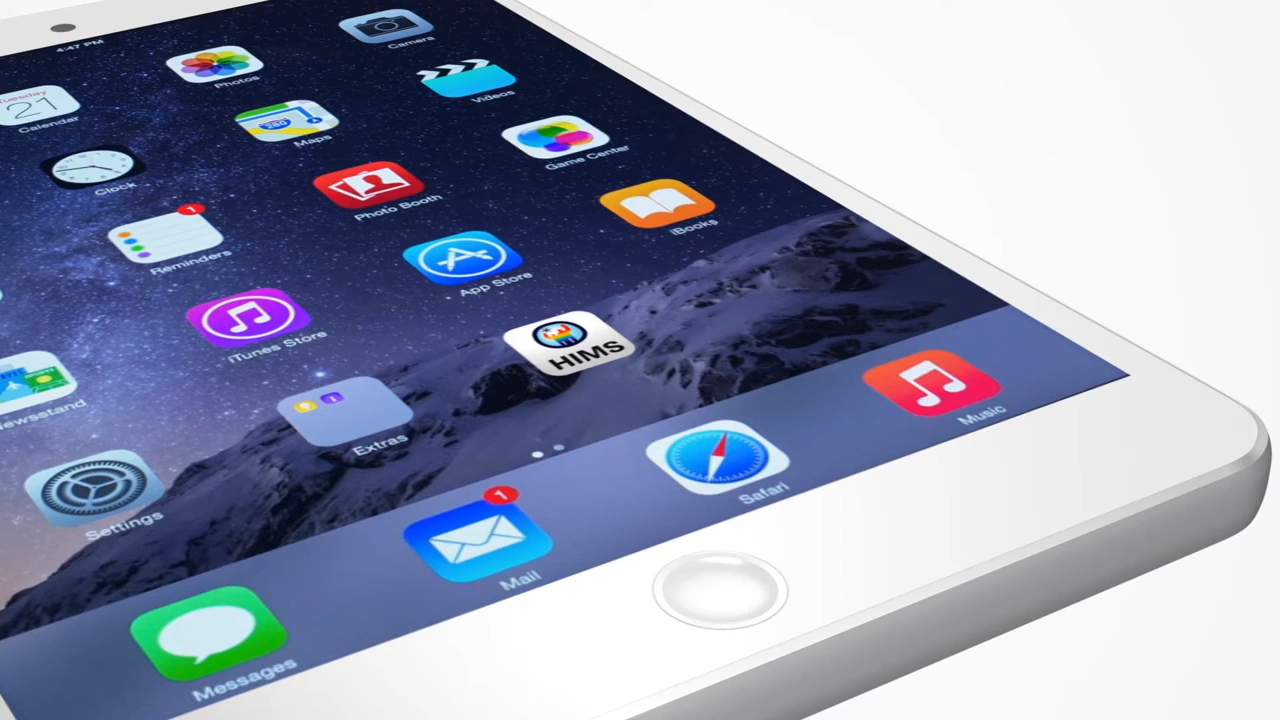 4:47 PM
Tuesday
21
Calendar
Photos
Camera
Clock
280
Maps
Videos
1
Reminders
Photo Booth
Game Center
iTunes Store
App Store
iBooks
Newsstand
Extras
HIMS
Settings
Messages
1
Mail
Safari
Music